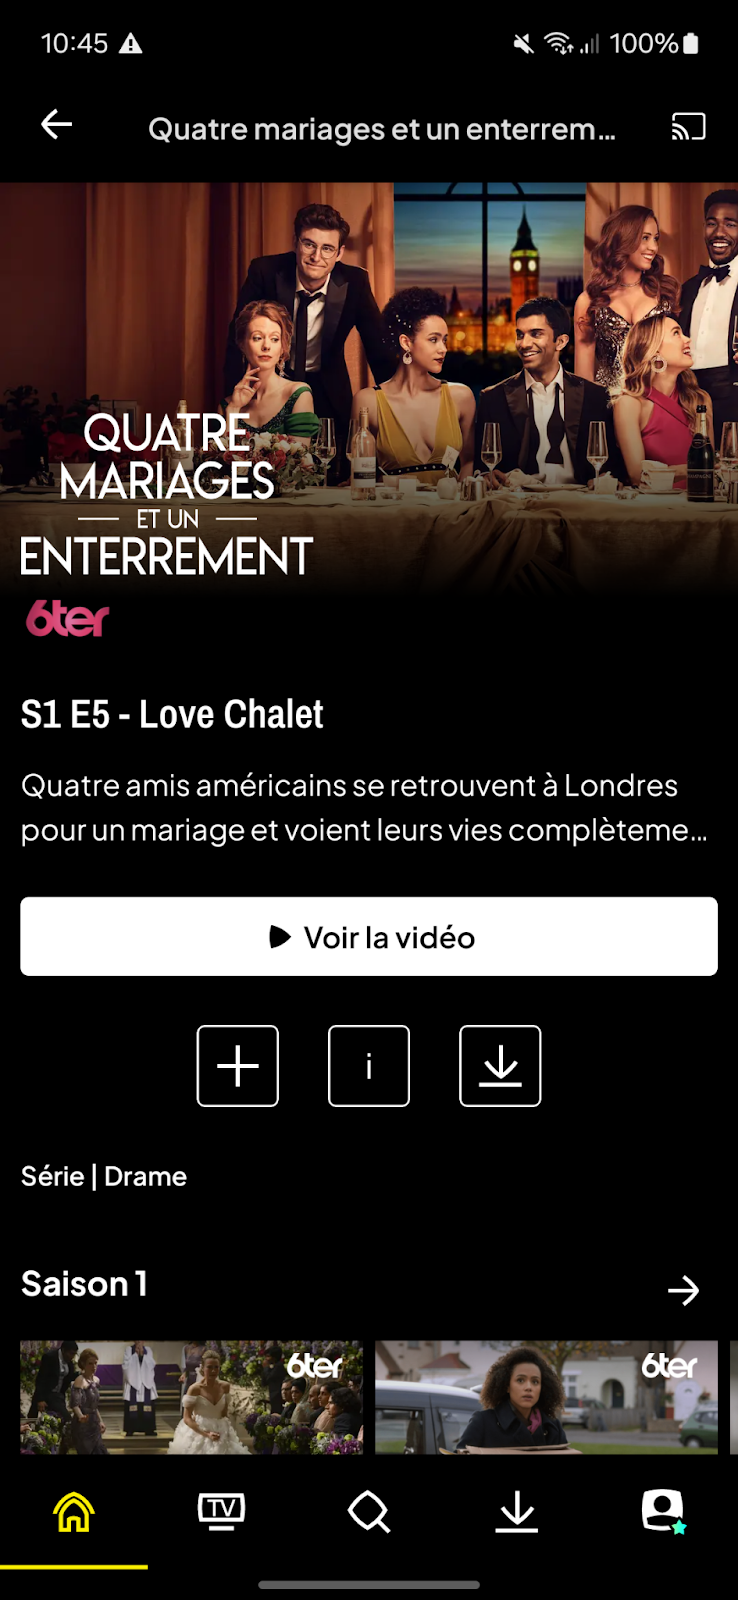 10:45
100%
Quatre mariages et un enterrem...
QUATRE
MARIAGES
ET UN
ENTERREMENT
6ter
S1 E5 - Love Chalet
Quatre amis américains se retrouvent à Londres
pour un mariage et voient leurs vies complèteme...
Voir la vidéo
i
Série | Drame
Saison 1
6ter
6ter
TV